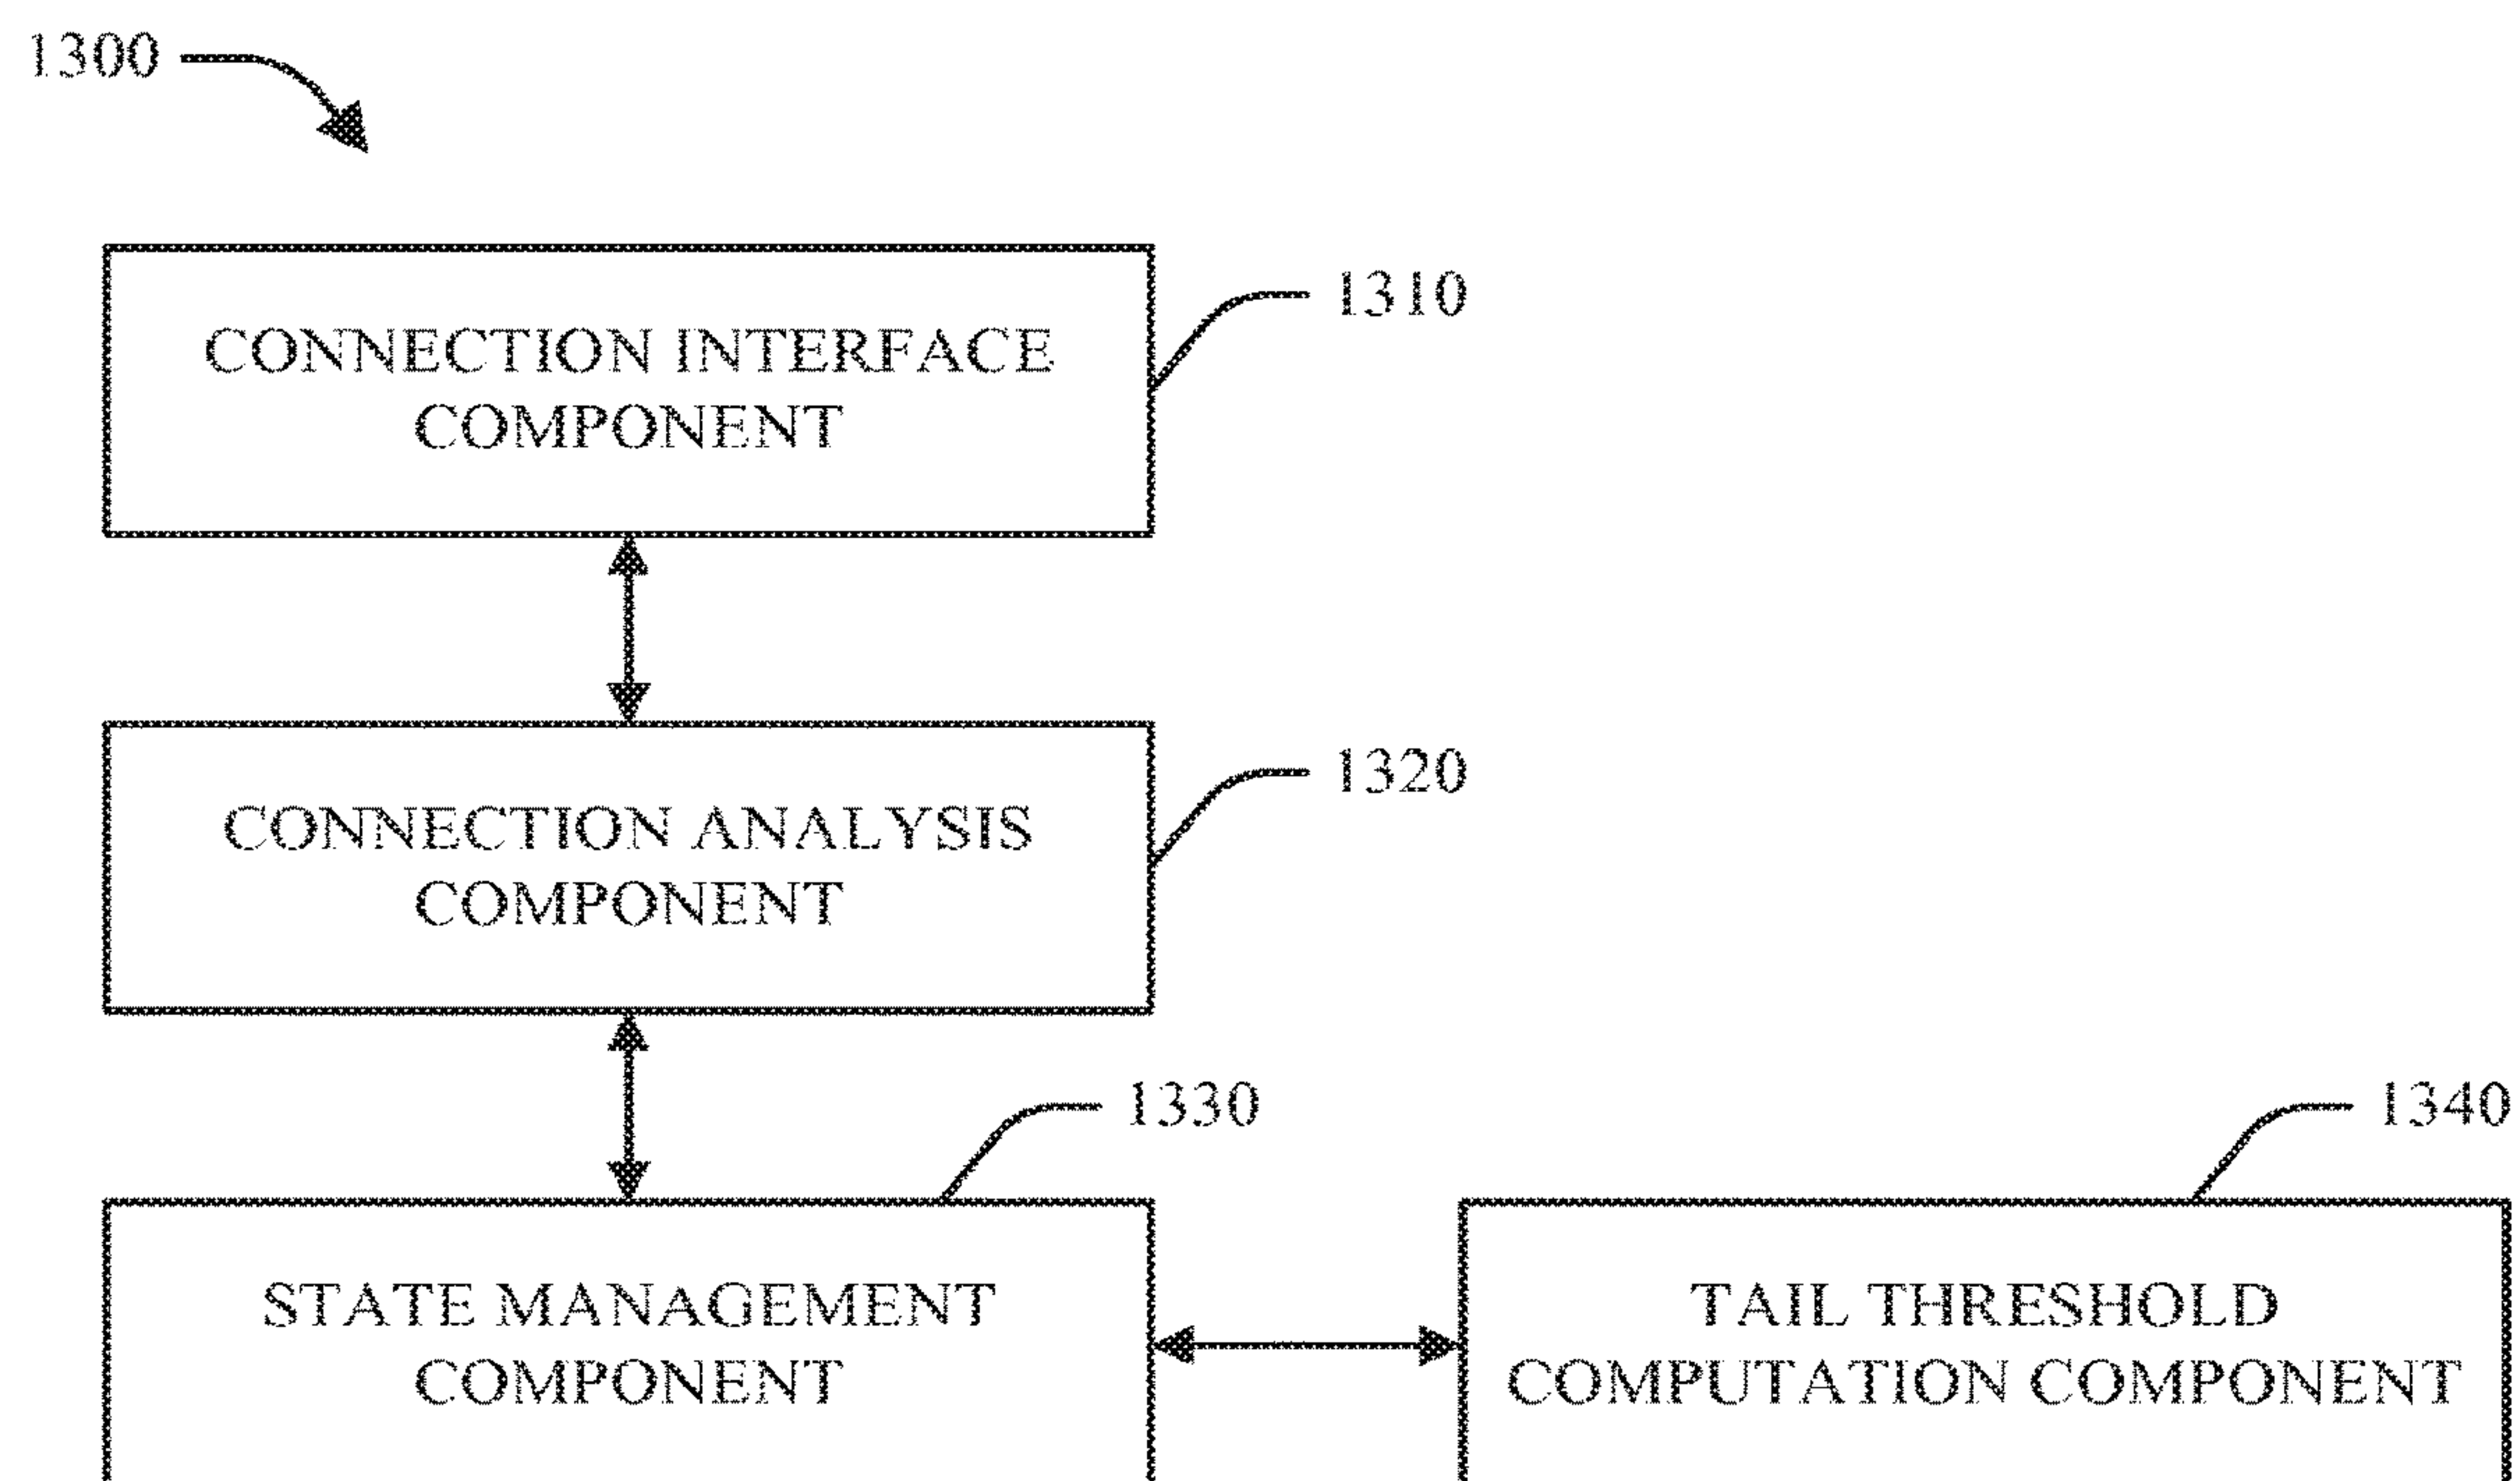 1300
1310
CONNECTION INTERFACE
COMPONENT
1320
CONNECTION ANALYSIS
COMPONENT
1330
1340
STATE MANAGEMENT
COMPONENT
TAIL THRESHOLD
COMPUTATION COMPONENT